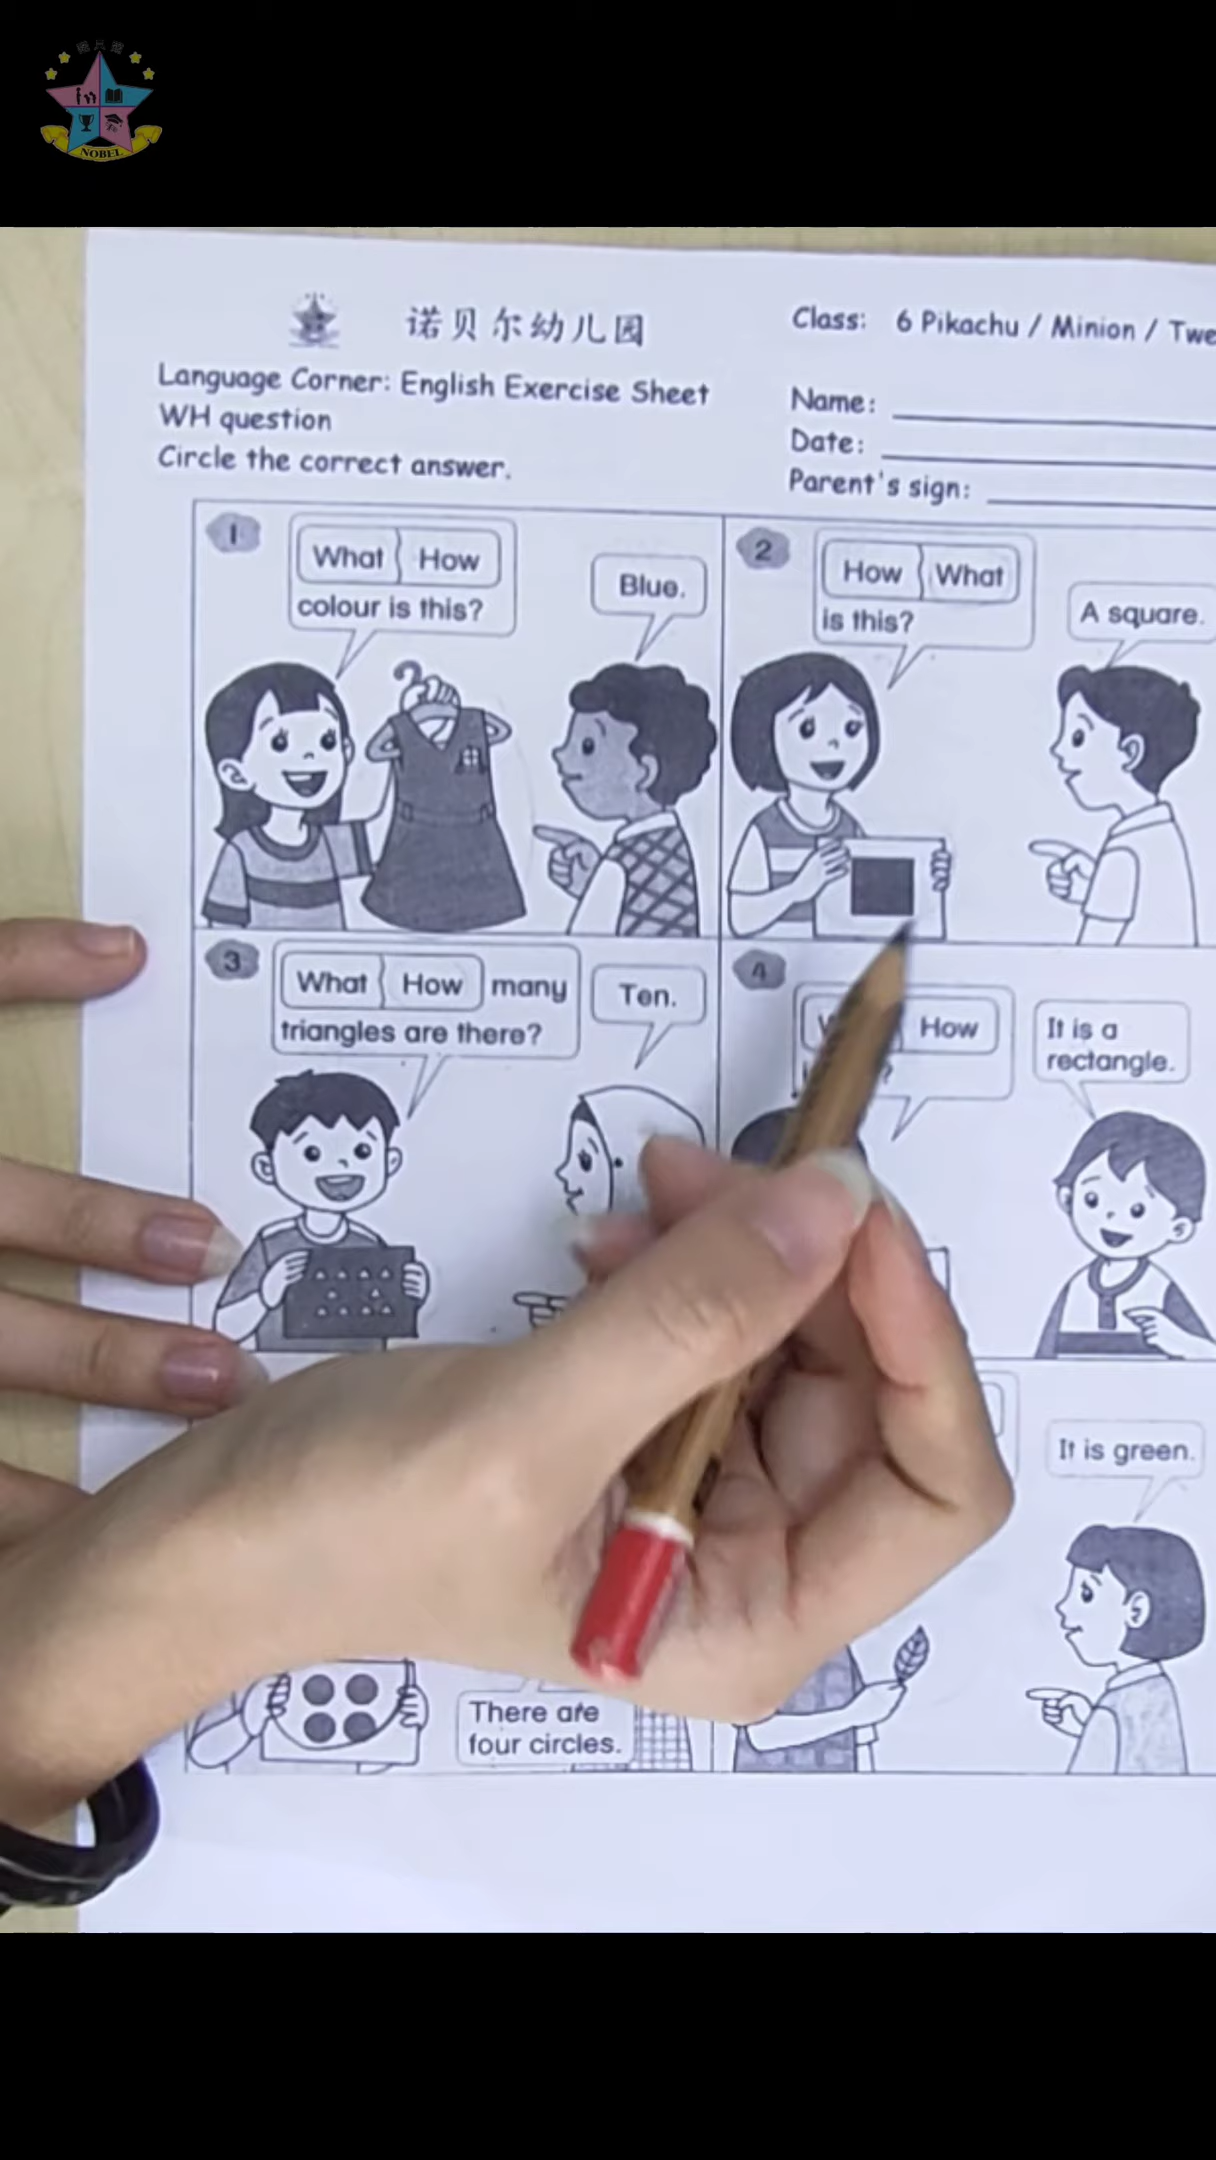 NOBEL
诺贝尔幼儿园
Class: 6 Pikachu / Minion /
Language Corner: English Exercise Sheet
WH question
Circle the correct answer.
Name:
Date:
Parent's sign:
1
What How
colour is this?
Blue.
2
How What
is this?
A square.
3
What How many
triangles are there?
Ten.
4
How
It is a
rectangle.
It is green.
There are
four circles.